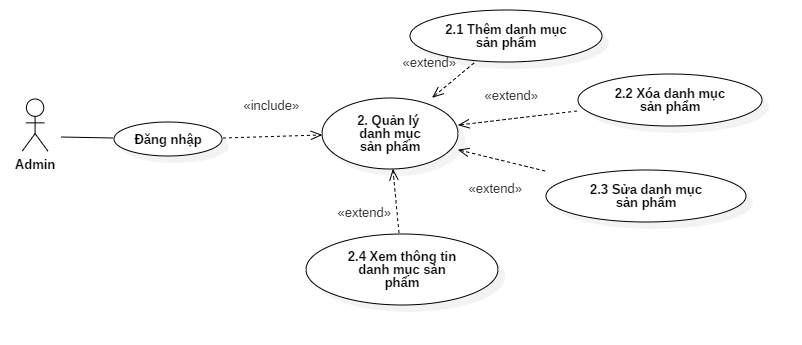 2.1 Thêm danh mục
sản phẩm
«extend»
«extend»
2.2 Xóa danh mục
sản phẩm
«include»
2. Quản lý
danh mục
sản phẩm
Đăng nhập
Admin
«extend»
2.3 Sửa danh mục
sản phẩm
«extend»
2.4 Xem thông tin
danh mục sản
phẩm